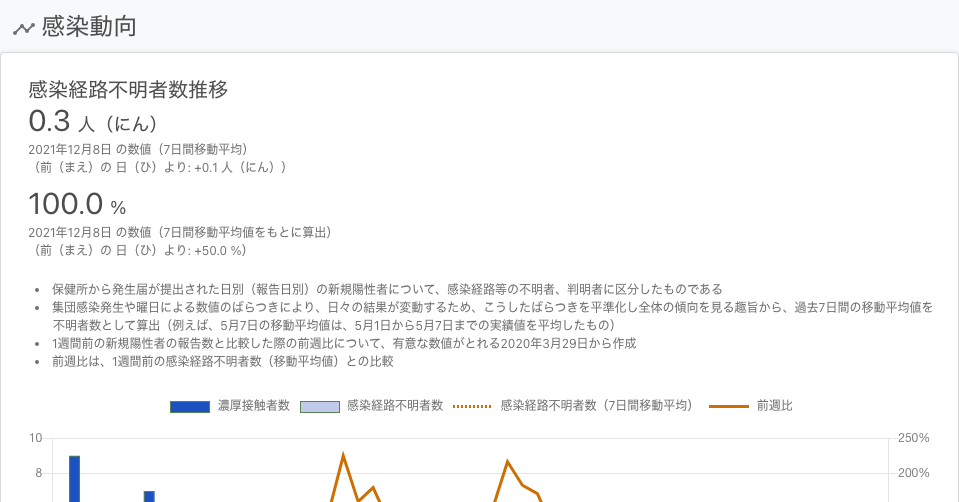 感染動向
感染経路不明者数推移
0.3 人（にん）
2021年12月8日 の数値（7日間移動平均）
（前（まえ）の 日（ひ）より: +0.1 人（にん））
100.0 %
2021年12月8日 の数値（7日間移動平均値をもとに算出）
（前（まえ）の 日（ひ）より: +50.0 %）
• 保健所から発生届が提出された日別（報告日別）の新規陽性者について、感染経路等の不明者、判明者に区分したものである
• 集団感染発生や曜日による数値のばらつきにより、日々の結果が変動するため、こうしたばらつきを平準化し全体の傾向を見る趣旨から、過去7日間の移動平均値を
不明者数として算出（例えば、5月7日の移動平均値は、5月1日から5月7日までの実績値を平均したもの）
• 1週間前の新規陽性者の報告数と比較した際の前週比について、有意な数値がとれる2020年3月29日から作成
• 前週比は、1週間前の感染経路不明者数（移動平均値）との比較
濃厚接触者数 感染経路不明者数 感染経路不明者数（7日間移動平均） 前週比
10 250%
8 200%